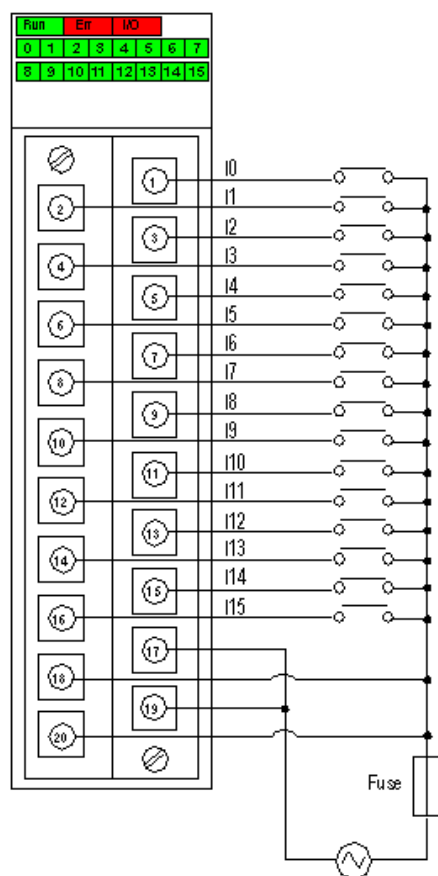 Run Err I/O
0 1 2 3 4 5 6 7
8 9 10 11 12 13 14 15
1 I0
2 I1
3 I2
4 I3
5 I4
6 I5
7 I6
8 I7
9 I8
10 I9
11 I10
12 I11
13 I12
14 I13
15 I14
16 I15
17
18
19
20
Fuse